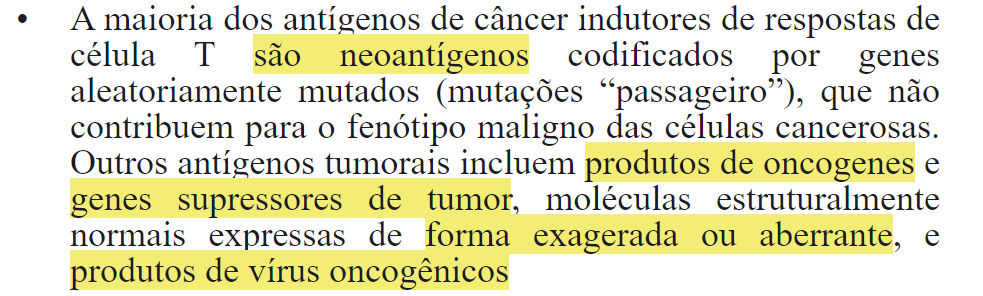 • A maioria dos antígenos de câncer indutores de respostas de
célula T são neoantígenos codificados por genes
aleatoriamente mutados (mutações “passageiro”), que não
contribuem para o fenótipo maligno das células cancerosas.
Outros antígenos tumorais incluem produtos de oncogenes e
genes supressores de tumor, moléculas estruturalmente
normais expressas de forma exagerada ou aberrante, e
produtos de vírus oncogênicos